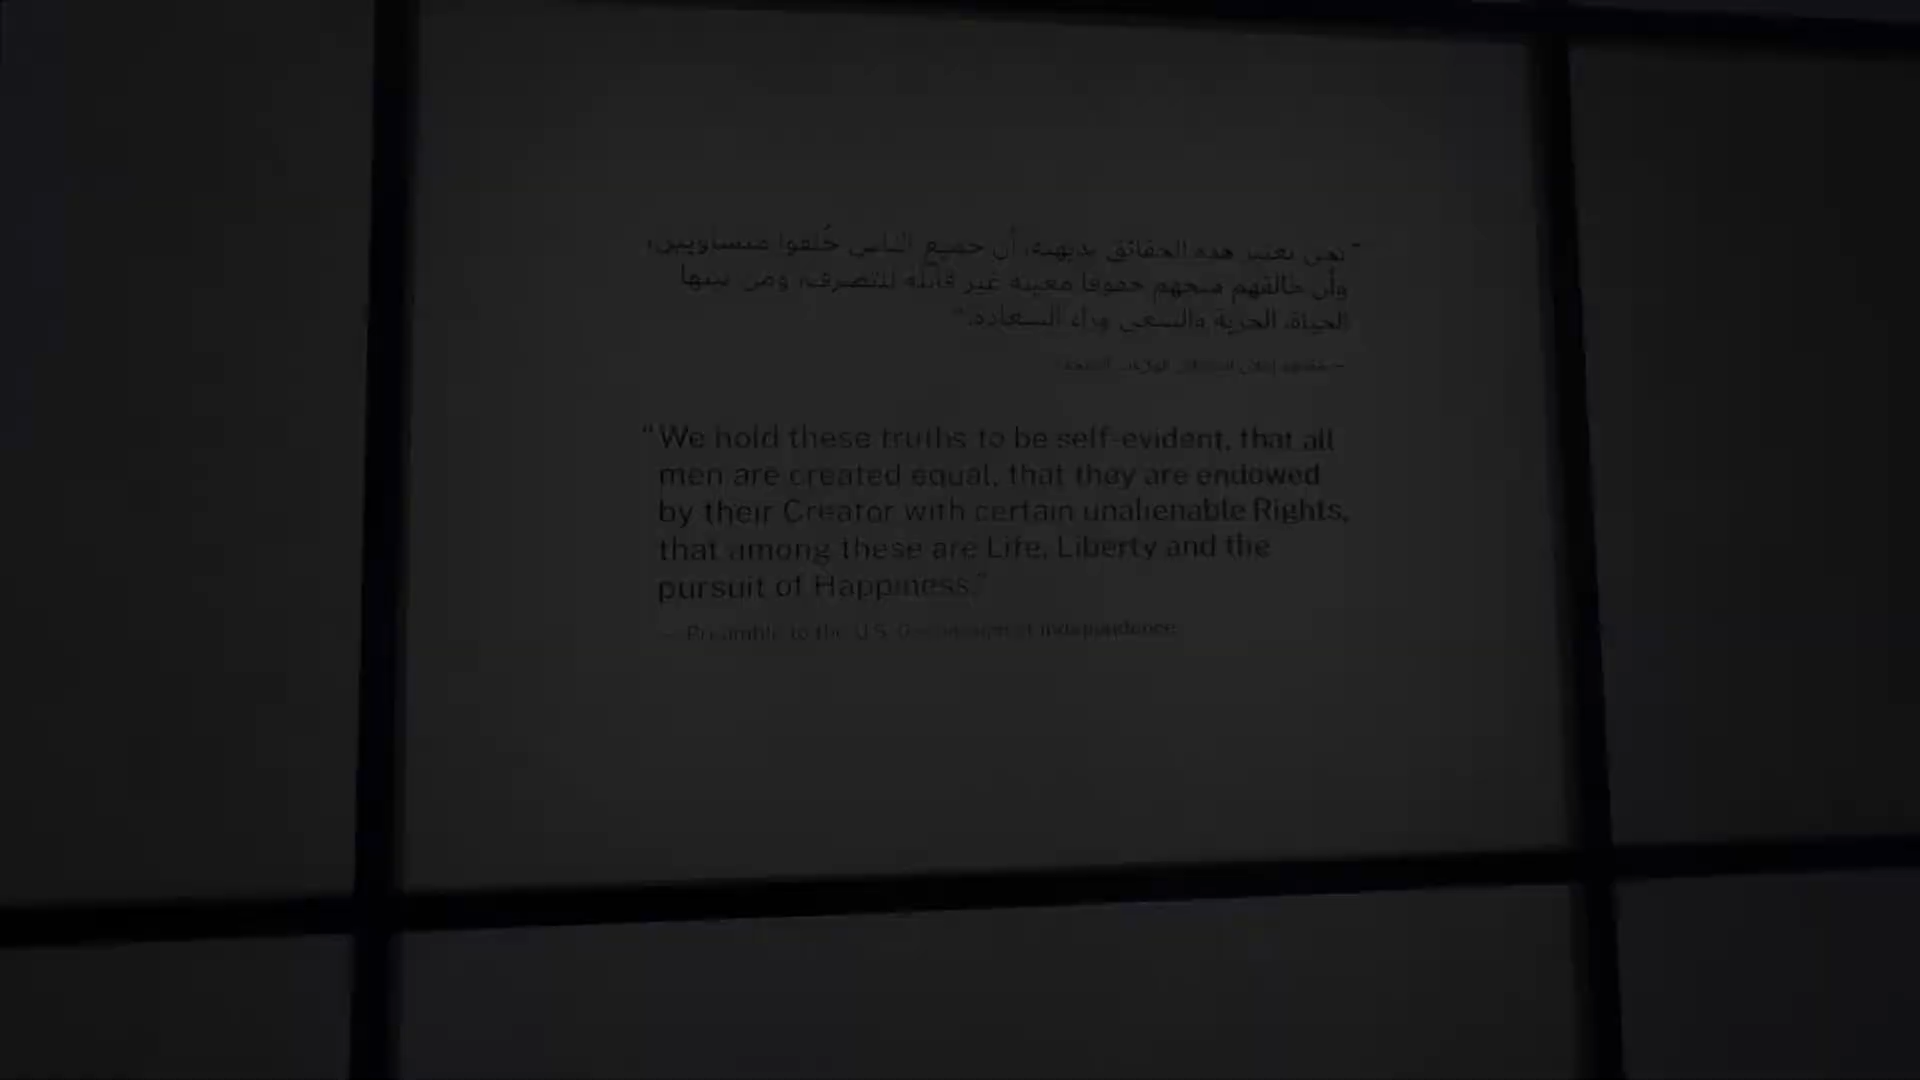 "نحن نعتبر هذه الحقائق بديهية، أن جميع الناس خُلقوا متساويين،
وأن خالقهم منحهم حقوقا معينة غير قابلة للتصرف، ومن بينها
الحياة، الحرية والسعي وراء السعادة."
"We hold these truths to be self-evident, that all
men are created equal, that they are endowed
by their Creator with certain unalienable Rights,
that among these are Life, Liberty and the
pursuit of Happiness."
— Preamble to the U.S. Declaration of Independence